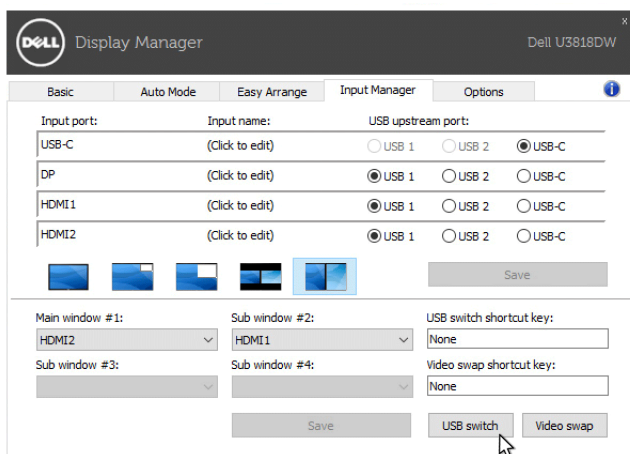 x
DELL Display Manager Dell U3818DW
Basic Auto Mode Easy Arrange Input Manager Options i
Input port: Input name: USB upstream port:
USB-C (Click to edit) USB 1 USB 2 USB-C
DP (Click to edit) USB 1 USB 2 USB-C
HDMI1 (Click to edit) USB 1 USB 2 USB-C
HDMI2 (Click to edit) USB 1 USB 2 USB-C
Save
Main window #1: Sub window #2: USB switch shortcut key:
HDMI2 HDMI1 None
Sub window #3: Sub window #4: Video swap shortcut key:
None
Save USB switch Video swap